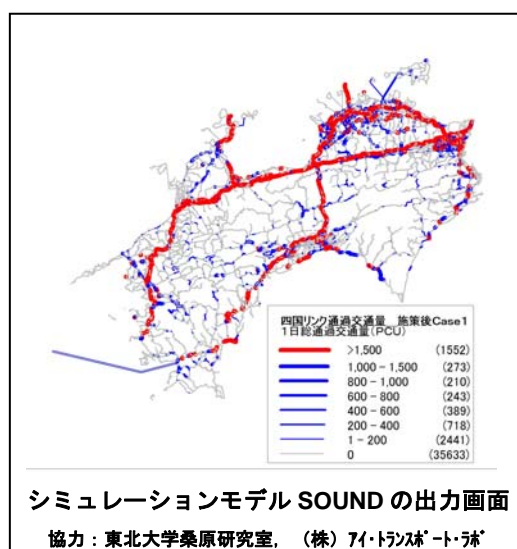 四国リンク通過交通量 施策後Case1
1日総通過交通量(PCU)
>1,500 (1552)
1,000 – 1,500 (273)
800 – 1,000 (210)
600 – 800 (243)
400 – 600 (389)
200 – 400 (718)
1 – 200 (2441)
0 (35633)
シミュレーションモデル SOUND の出力画面
協力：東北大学桑原研究室， （株）ｱｲ･ﾄﾗﾝｽﾎﾟｰﾄ･ﾗﾎﾞ